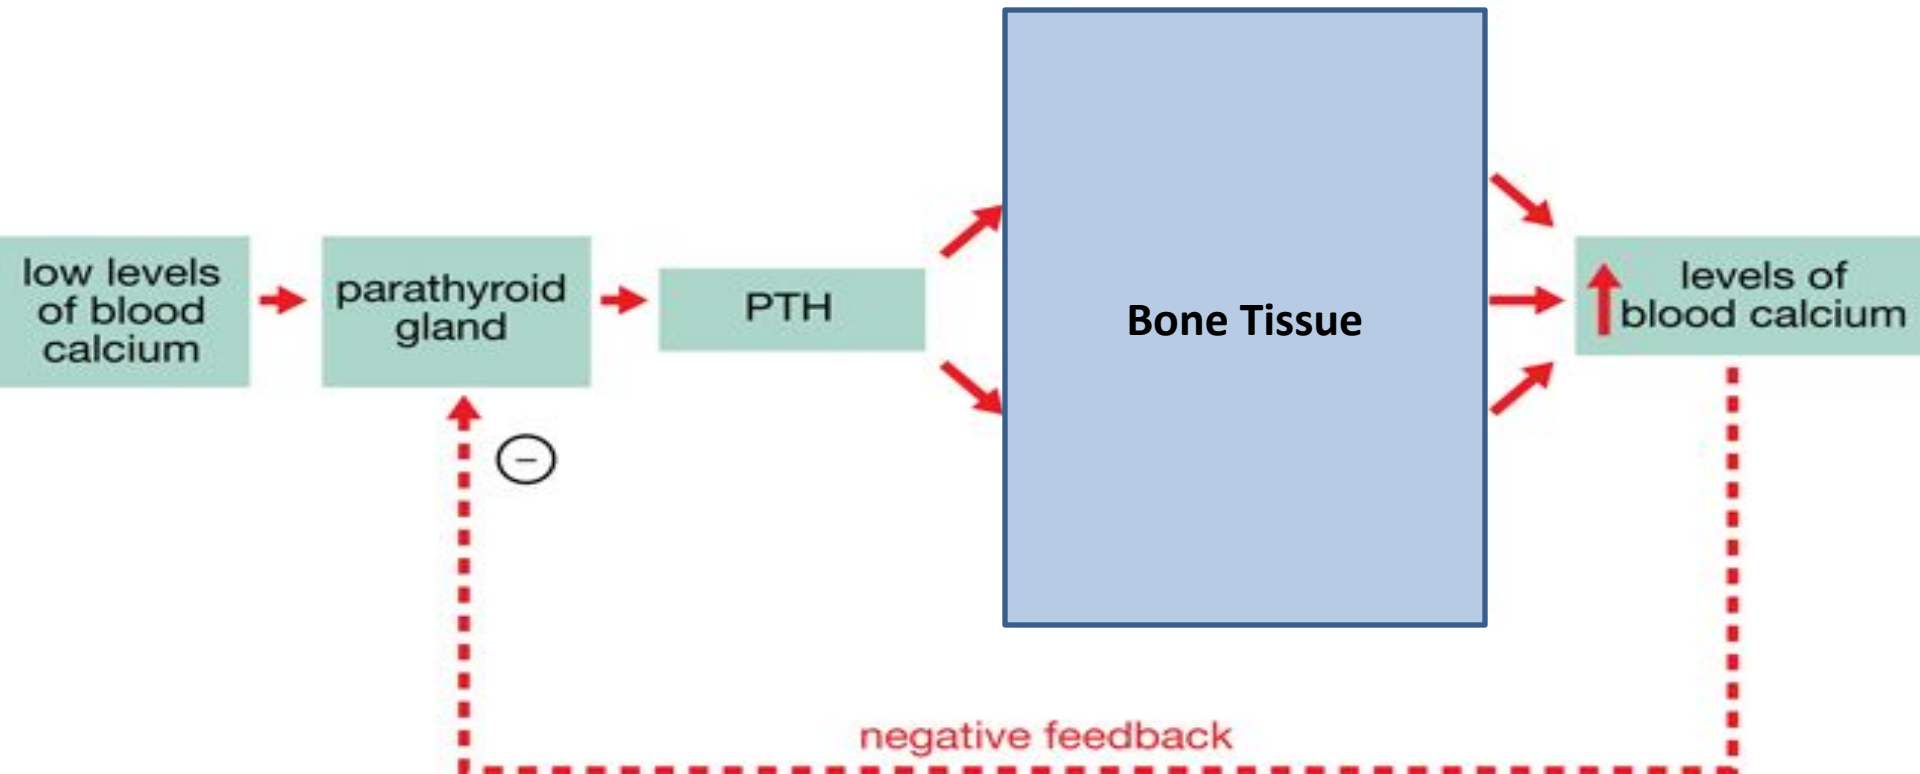 low levels
of blood
calcium
parathyroid
gland
PTH
Bone Tissue
levels of
blood calcium
−
negative feedback